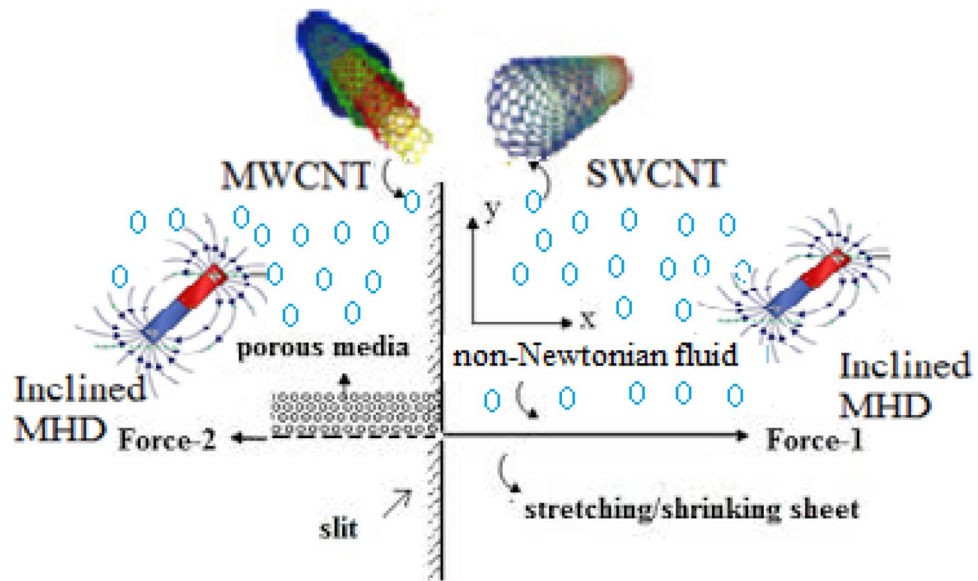 MWCNT
SWCNT
y
x
porous media
non-Newtonian fluid
Inclined
MHD
Inclined
MHD
Force-2
Force-1
slit
stretching/shrinking sheet